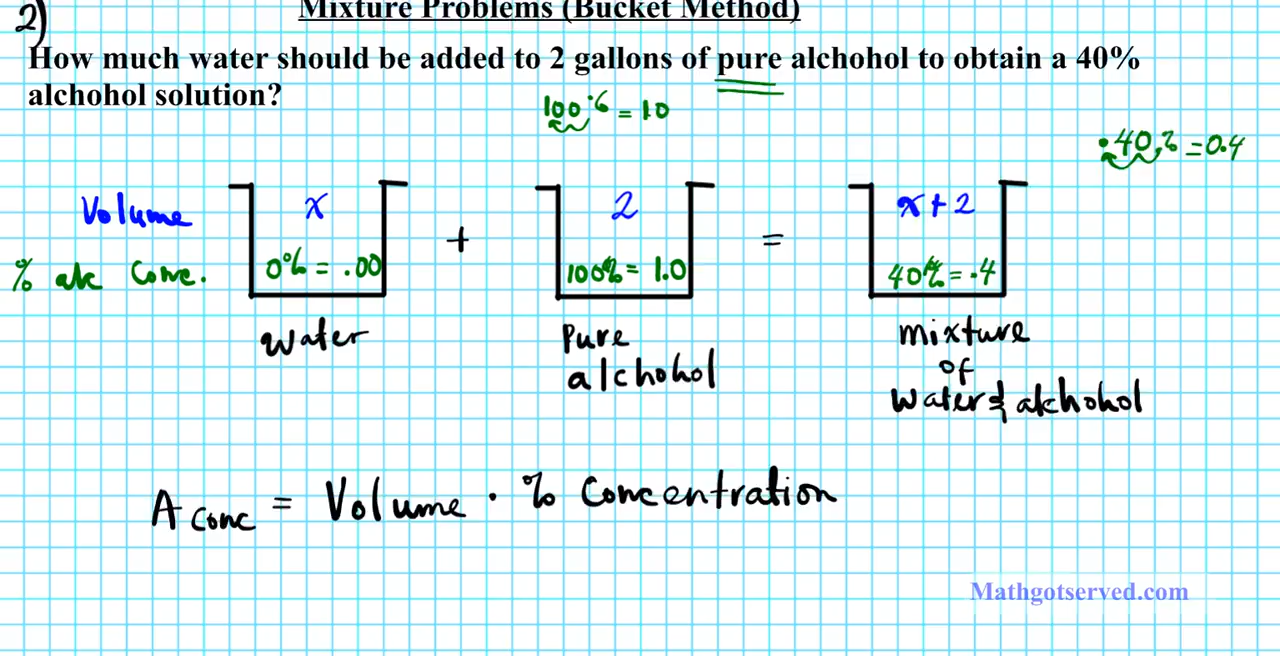 2)
Mixture Problems (Bucket Method)
How much water should be added to 2 gallons of pure alchohol to obtain a 40%
alchohol solution?
100% = 1.0
.40.% = 0.4
Volume x + 2 = x + 2
% alc Conc. 0% = .00 100% = 1.0 40% = .4
water Pure alchohol mixture of water & alchohol
A conc = Volume · % Concentration
Mathgotserved.com